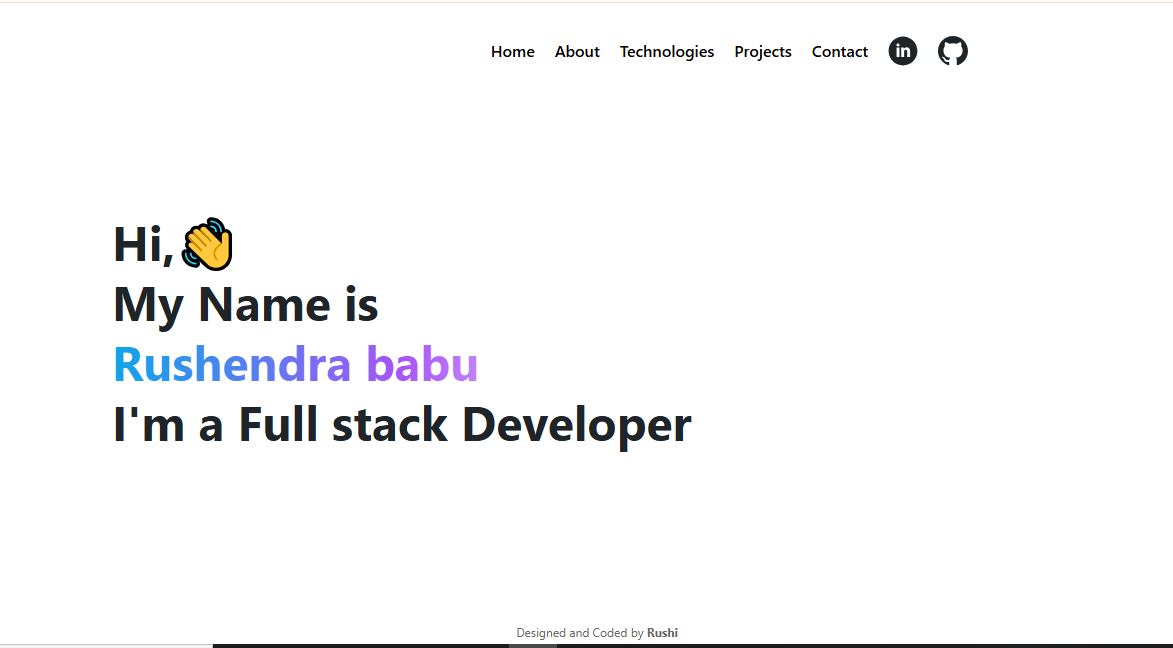 Home About Technologies Projects Contact in
Hi,👋
My Name is
Rushendra babu
I'm a Full stack Developer
Designed and Coded by Rushi